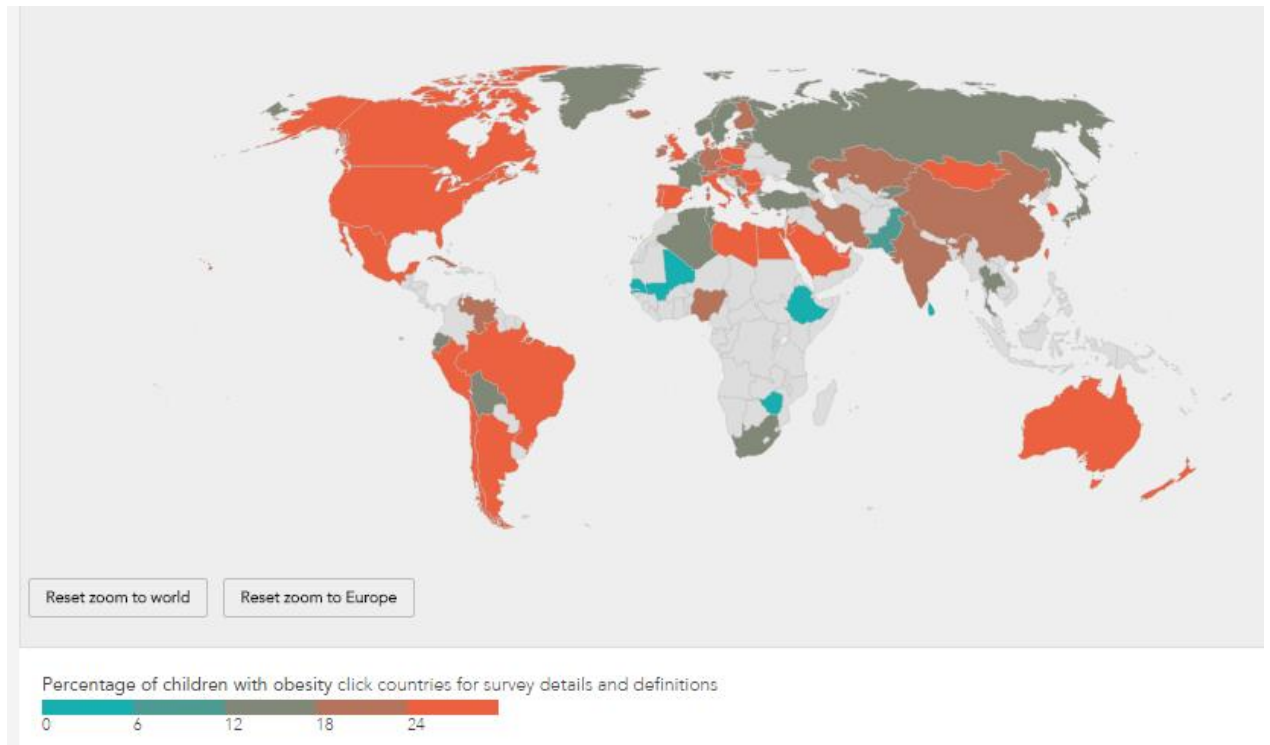 Reset zoom to world
Reset zoom to Europe
Percentage of children with obesity click countries for survey details and definitions
0 6 12 18 24